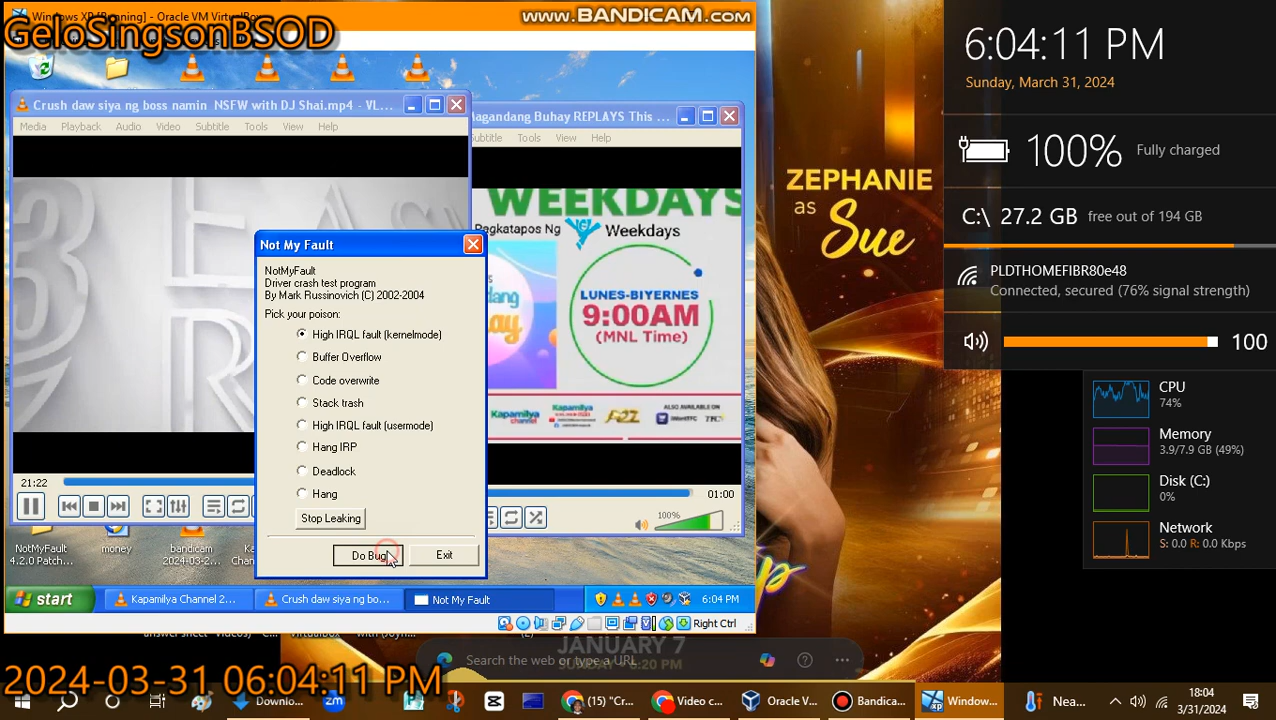 Windows XP [Running] - Oracle VM VirtualBox
GeloSingsonBSOD
www.BANDICAM.com
Crush daw siya ng boss namin NSFW with DJ Shai.mp4 - VL...
Media Playback Audio Video Subtitle Tools View Help
Magandang Buhay REPLAYS This ...
Subtitle Tools View Help
WEEKDAYS
Pagkatapos Ng
Weekdays
LUNES-BIYERNES
9:00AM
(MNL Time)
Kapamilya
A2Z
ALSO AVAILABLE ON
21:22
01:00
100%
Not My Fault
NotMyFault
Driver crash test program
By Mark Russinovich (C) 2002-2004
Pick your poison:
High IRQL fault (kernelmode)
Buffer Overflow
Code overwrite
Stack trash
High IRQL fault (usermode)
Hang IRP
Deadlock
Hang
Stop Leaking
Do Bug
Exit
NotMyFault
4.2.0 Patch...
money
bandicam
2024-03-2...
start
Kapamilya Channel 2...
Crush daw siya ng bo...
Not My Fault
6:04 PM
Right Ctrl
ZEPHANIE
as
Sue
6:04:11 PM
Sunday, March 31, 2024
100% Fully charged
C:\ 27.2 GB free out of 194 GB
PLDTHOMEFIBR80e48
Connected, secured (76% signal strength)
100
CPU
74%
Memory
3.9/7.9 GB (49%)
Disk (C:)
0%
Network
S: 0.0 R: 0.0 Kbps
JANUARY 7
Search the web or type a URL
2024-03-31 06:04:11 PM
Downlo...
zm
(15) "Cr...
Video c...
Oracle V...
Bandica...
Window...
Nea...
18:04
3/31/2024